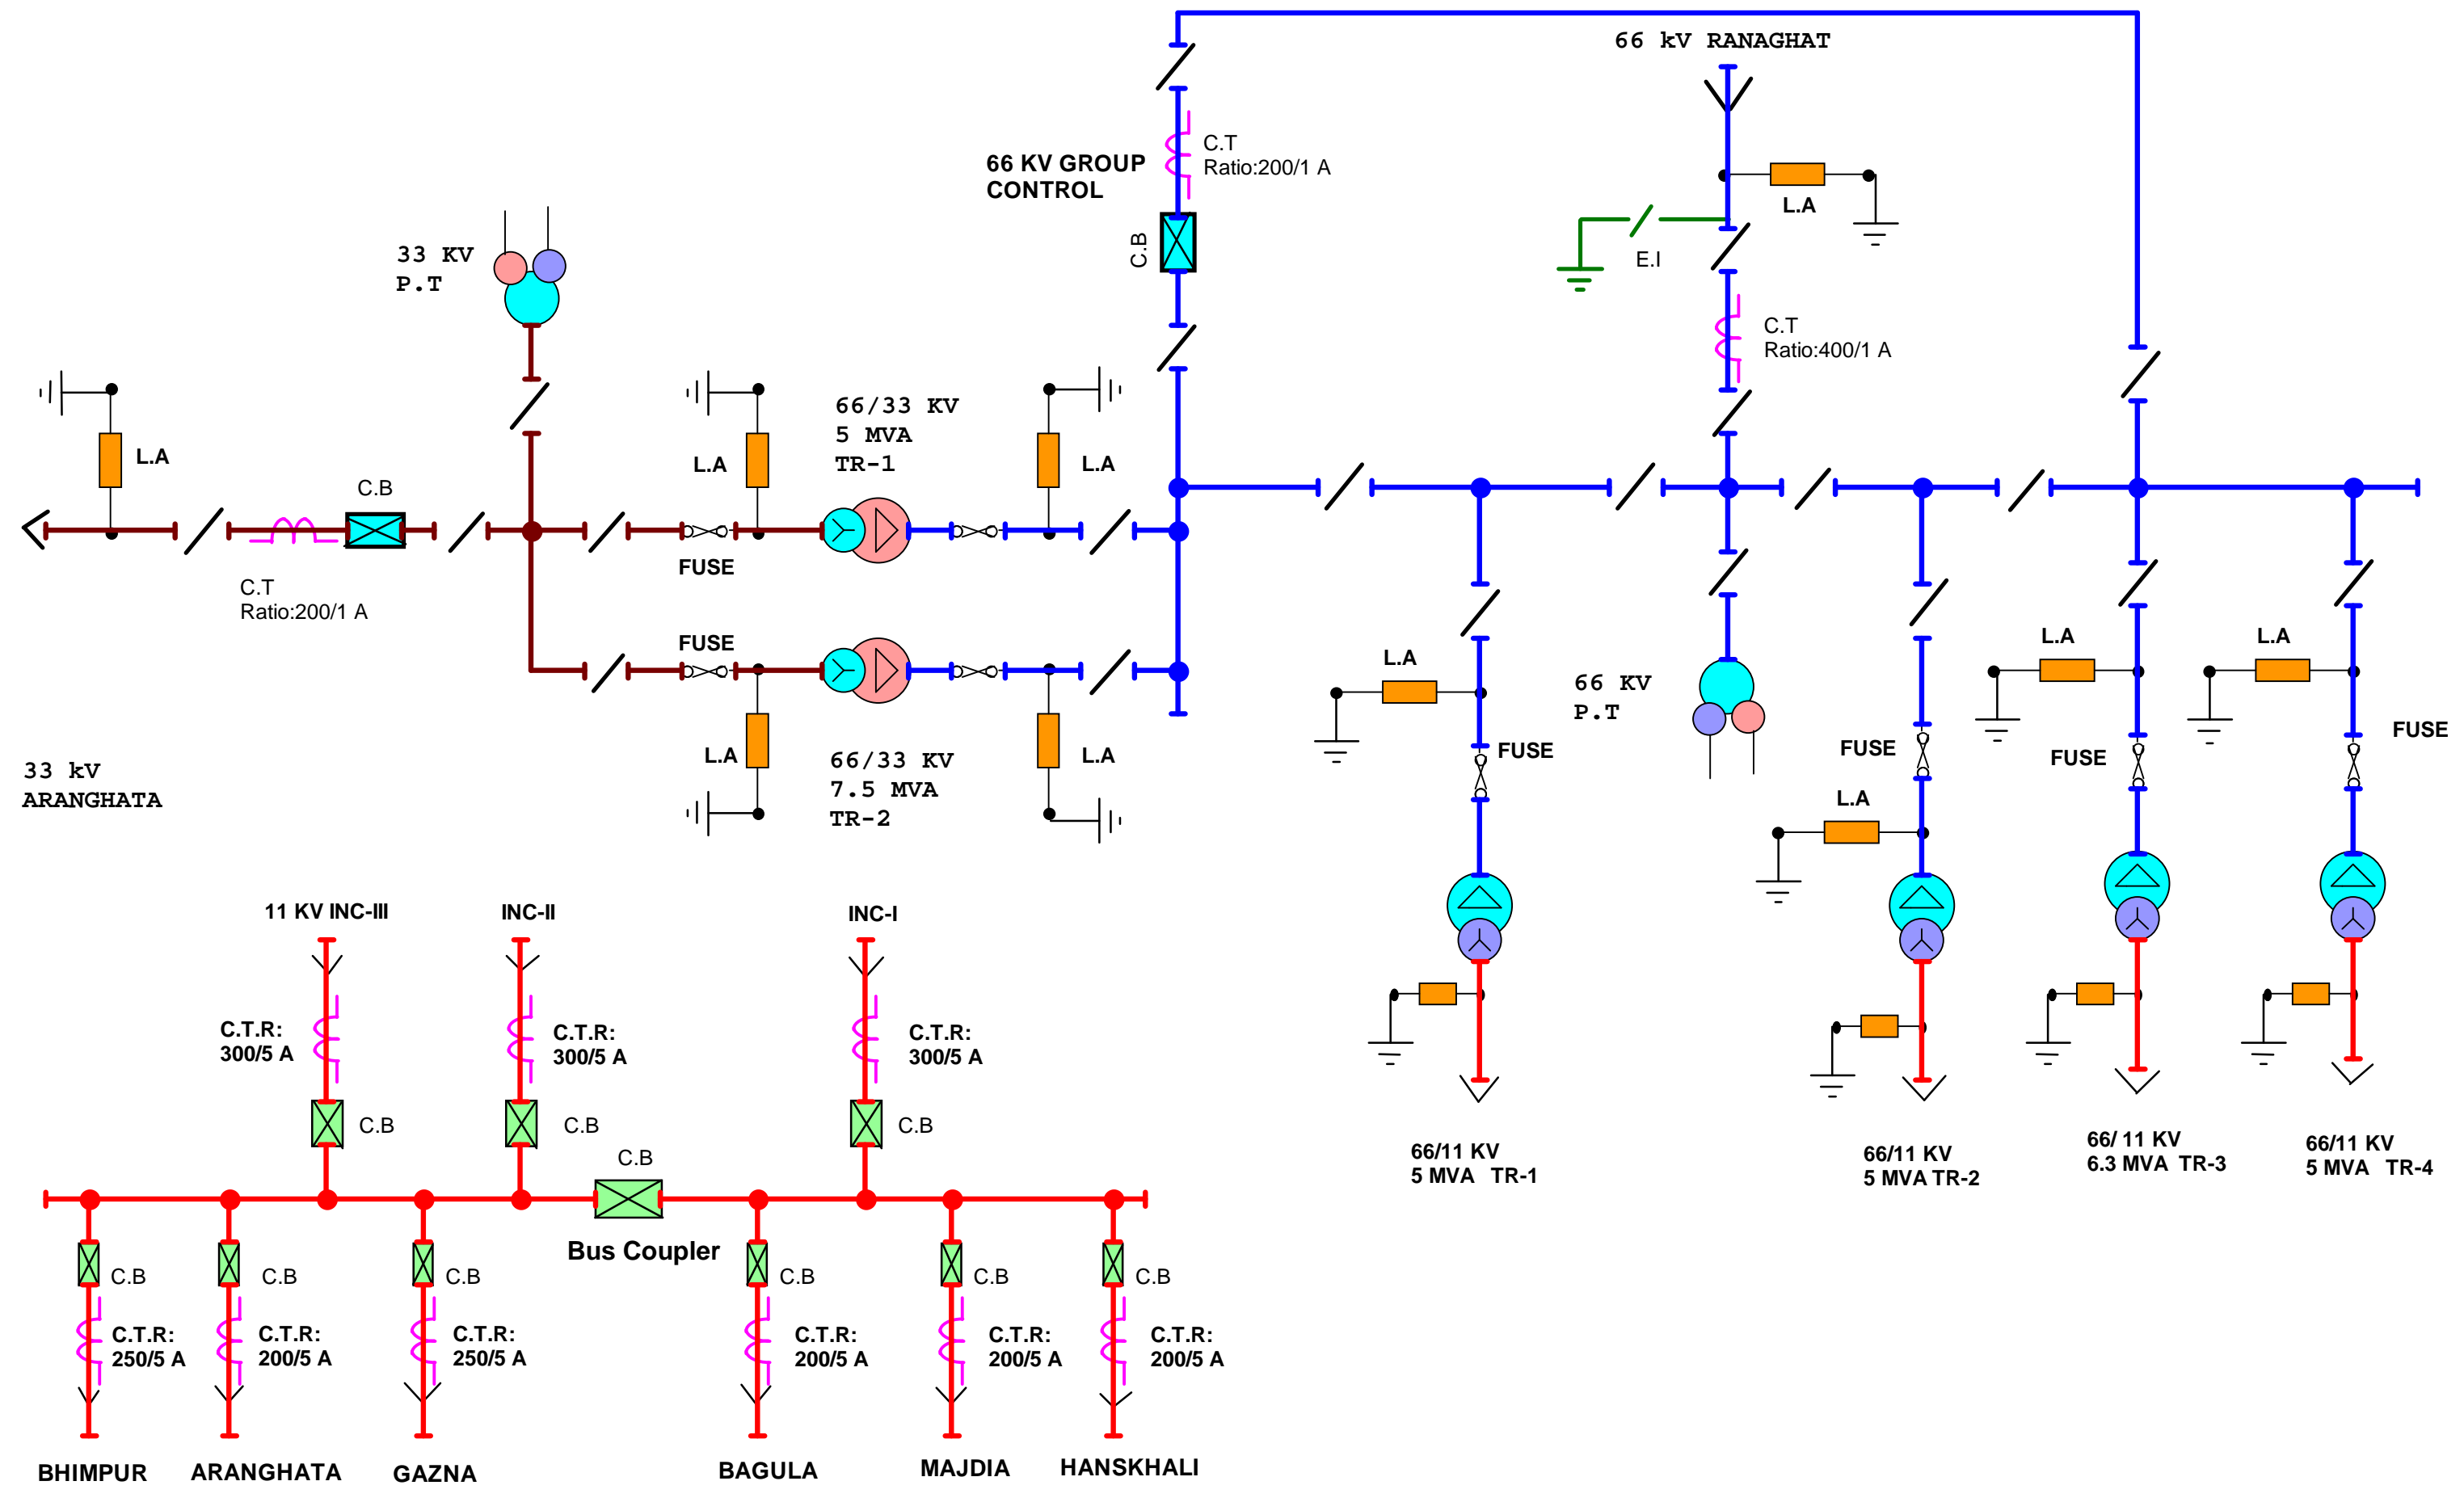 66 kV RANAGHAT
C.T
Ratio:200/1 A
66 KV GROUP
CONTROL
C.B
L.A
E.I
C.T
Ratio:400/1 A
33 KV
P.T
L.A
C.B
C.T
Ratio:200/1 A
L.A
66/33 KV
5 MVA
TR-1
L.A
FUSE
FUSE
L.A
66/33 KV
7.5 MVA
TR-2
L.A
33 kV
ARANGHATA
L.A
FUSE
66 KV
P.T
FUSE
L.A
L.A
FUSE
L.A
FUSE
66/11 KV
5 MVA TR-1
66/11 KV
5 MVA TR-2
66/ 11 KV
6.3 MVA TR-3
66/11 KV
5 MVA TR-4
11 KV INC-III
INC-II
INC-I
C.T.R:
300/5 A
C.T.R:
300/5 A
C.T.R:
300/5 A
C.B
C.B
C.B
C.B
Bus Coupler
C.B
C.B
C.B
C.B
C.B
C.B
C.T.R:
250/5 A
C.T.R:
200/5 A
C.T.R:
250/5 A
C.T.R:
200/5 A
C.T.R:
200/5 A
C.T.R:
200/5 A
BHIMPUR
ARANGHATA
GAZNA
BAGULA
MAJDIA
HANSKHALI